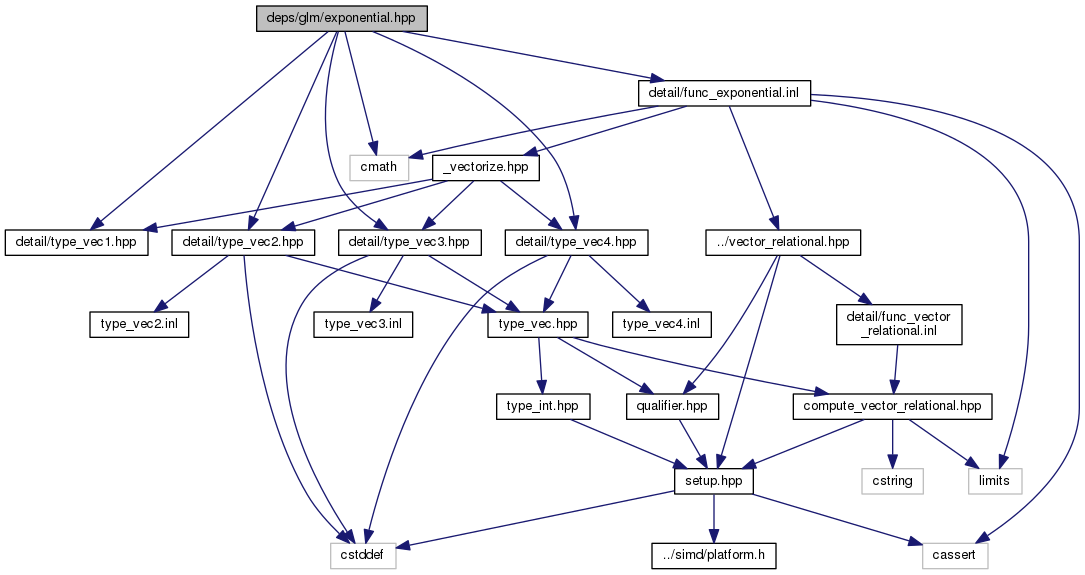 deps/glm/exponential.hpp
detail/func_exponential.inl
cmath
_vectorize.hpp
detail/type_vec1.hpp
detail/type_vec2.hpp
detail/type_vec3.hpp
detail/type_vec4.hpp
../vector_relational.hpp
type_vec2.inl
type_vec3.inl
type_vec.hpp
type_vec4.inl
detail/func_vector
_relational.inl
type_int.hpp
qualifier.hpp
compute_vector_relational.hpp
setup.hpp
cstring
limits
cstddef
../simd/platform.h
cassert